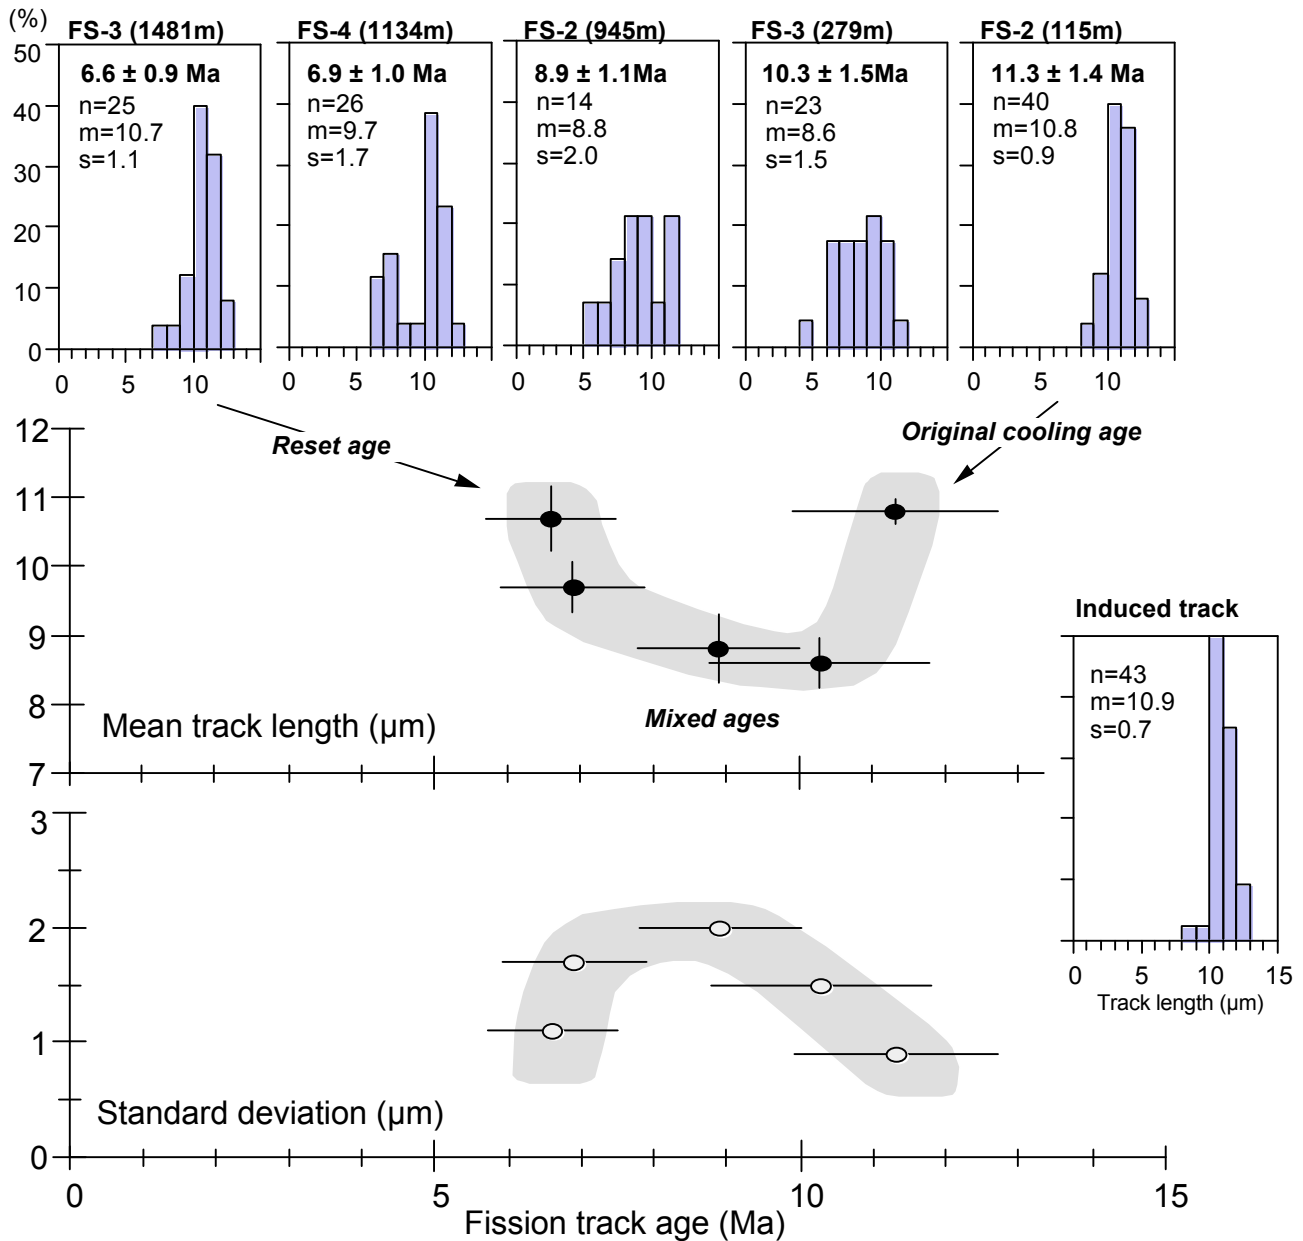 (%)
FS-3 (1481m)
FS-4 (1134m)
FS-2 (945m)
FS-3 (279m)
FS-2 (115m)
50
40
30
20
10
0
6.6 ± 0.9 Ma
n=25
m=10.7
s=1.1
6.9 ± 1.0 Ma
n=26
m=9.7
s=1.7
8.9 ± 1.1Ma
n=14
m=8.8
s=2.0
10.3 ± 1.5Ma
n=23
m=8.6
s=1.5
11.3 ± 1.4 Ma
n=40
m=10.8
s=0.9
0 5 10
0 5 10
0 5 10
0 5 10
0 5 10
Reset age
Original cooling age
12
11
10
9
8
7
Mean track length (µm)
Mixed ages
Induced track
n=43
m=10.9
s=0.7
0 5 10 15
Track length (µm)
3
2
1
0
Standard deviation (µm)
0 5 10 15
Fission track age (Ma)